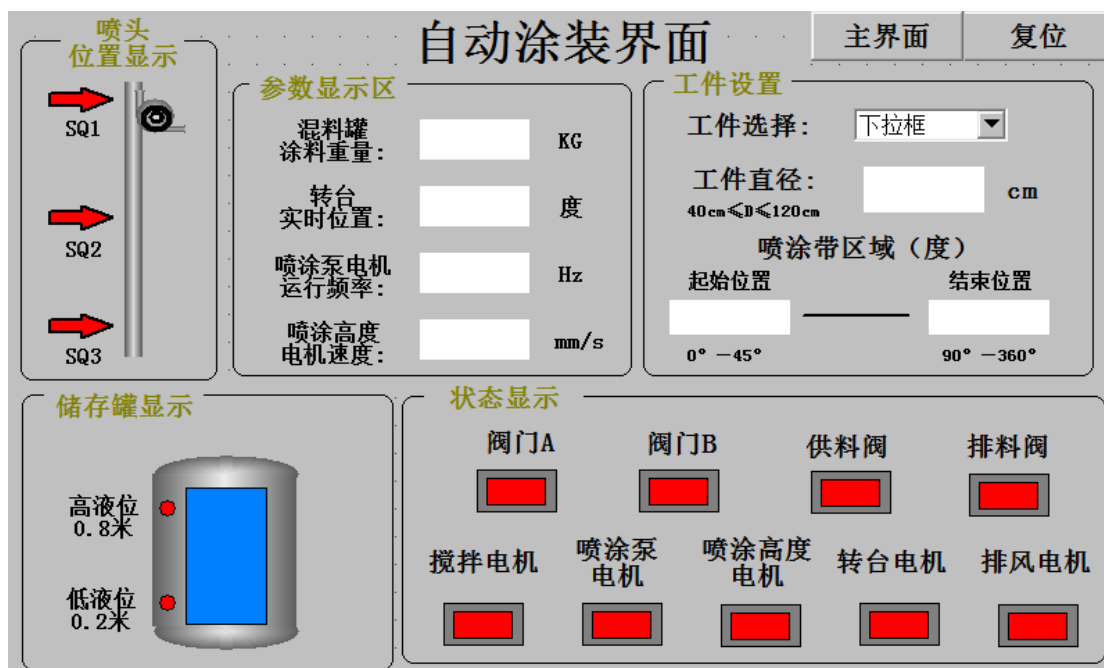 自动涂装界面
主界面
复位
喷头
位置显示
SQ1
SQ2
SQ3
参数显示区
混料罐
涂料重量:
KG
转台
实时位置:
度
喷涂泵电机
运行频率:
Hz
喷涂高度
电机速度:
mm/s
工件设置
工件选择:
下拉框
工件直径:
40cm≤D≤120cm
cm
喷涂带区域（度）
起始位置
结束位置
0° —45°
90° —360°
储存罐显示
高液位
0.8米
低液位
0.2米
状态显示
阀门A
阀门B
供料阀
排料阀
搅拌电机
喷涂泵
电机
喷涂高度
电机
转台电机
排风电机